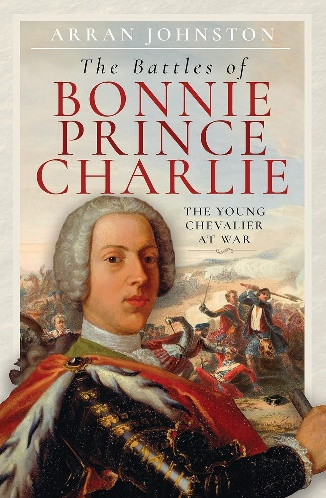 ARRAN JOHNSTON
The Battles of
BONNIE
PRINCE
CHARLIE
THE YOUNG
CHEVALIER
AT WAR